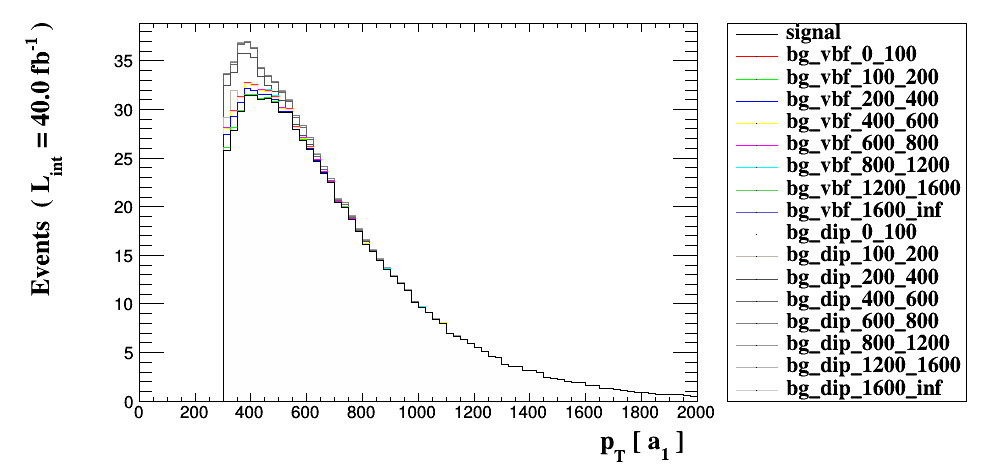 Events ( L_int = 40.0 fb^-1 )
35
30
25
20
15
10
5
0
0 200 400 600 800 1000 1200 1400 1600 1800 2000
p_T [ a_1 ]
signal
bg_vbf_0_100
bg_vbf_100_200
bg_vbf_200_400
bg_vbf_400_600
bg_vbf_600_800
bg_vbf_800_1200
bg_vbf_1200_1600
bg_vbf_1600_inf
bg_dip_0_100
bg_dip_100_200
bg_dip_200_400
bg_dip_400_600
bg_dip_600_800
bg_dip_800_1200
bg_dip_1200_1600
bg_dip_1600_inf